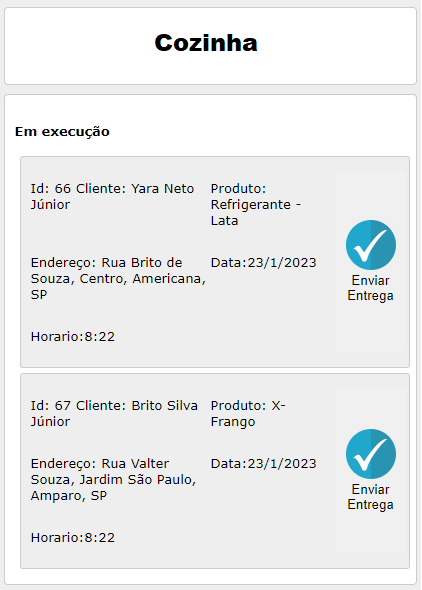 Cozinha
Em execução
Id: 66 Cliente: Yara Neto
Júnior
Produto:
Refrigerante -
Lata
Endereço: Rua Brito de
Souza, Centro, Americana,
SP
Data:23/1/2023
Horario:8:22
Enviar
Entrega
Id: 67 Cliente: Brito Silva
Júnior
Produto: X-
Frango
Endereço: Rua Valter
Souza, Jardim São Paulo,
Amparo, SP
Data:23/1/2023
Horario:8:22
Enviar
Entrega